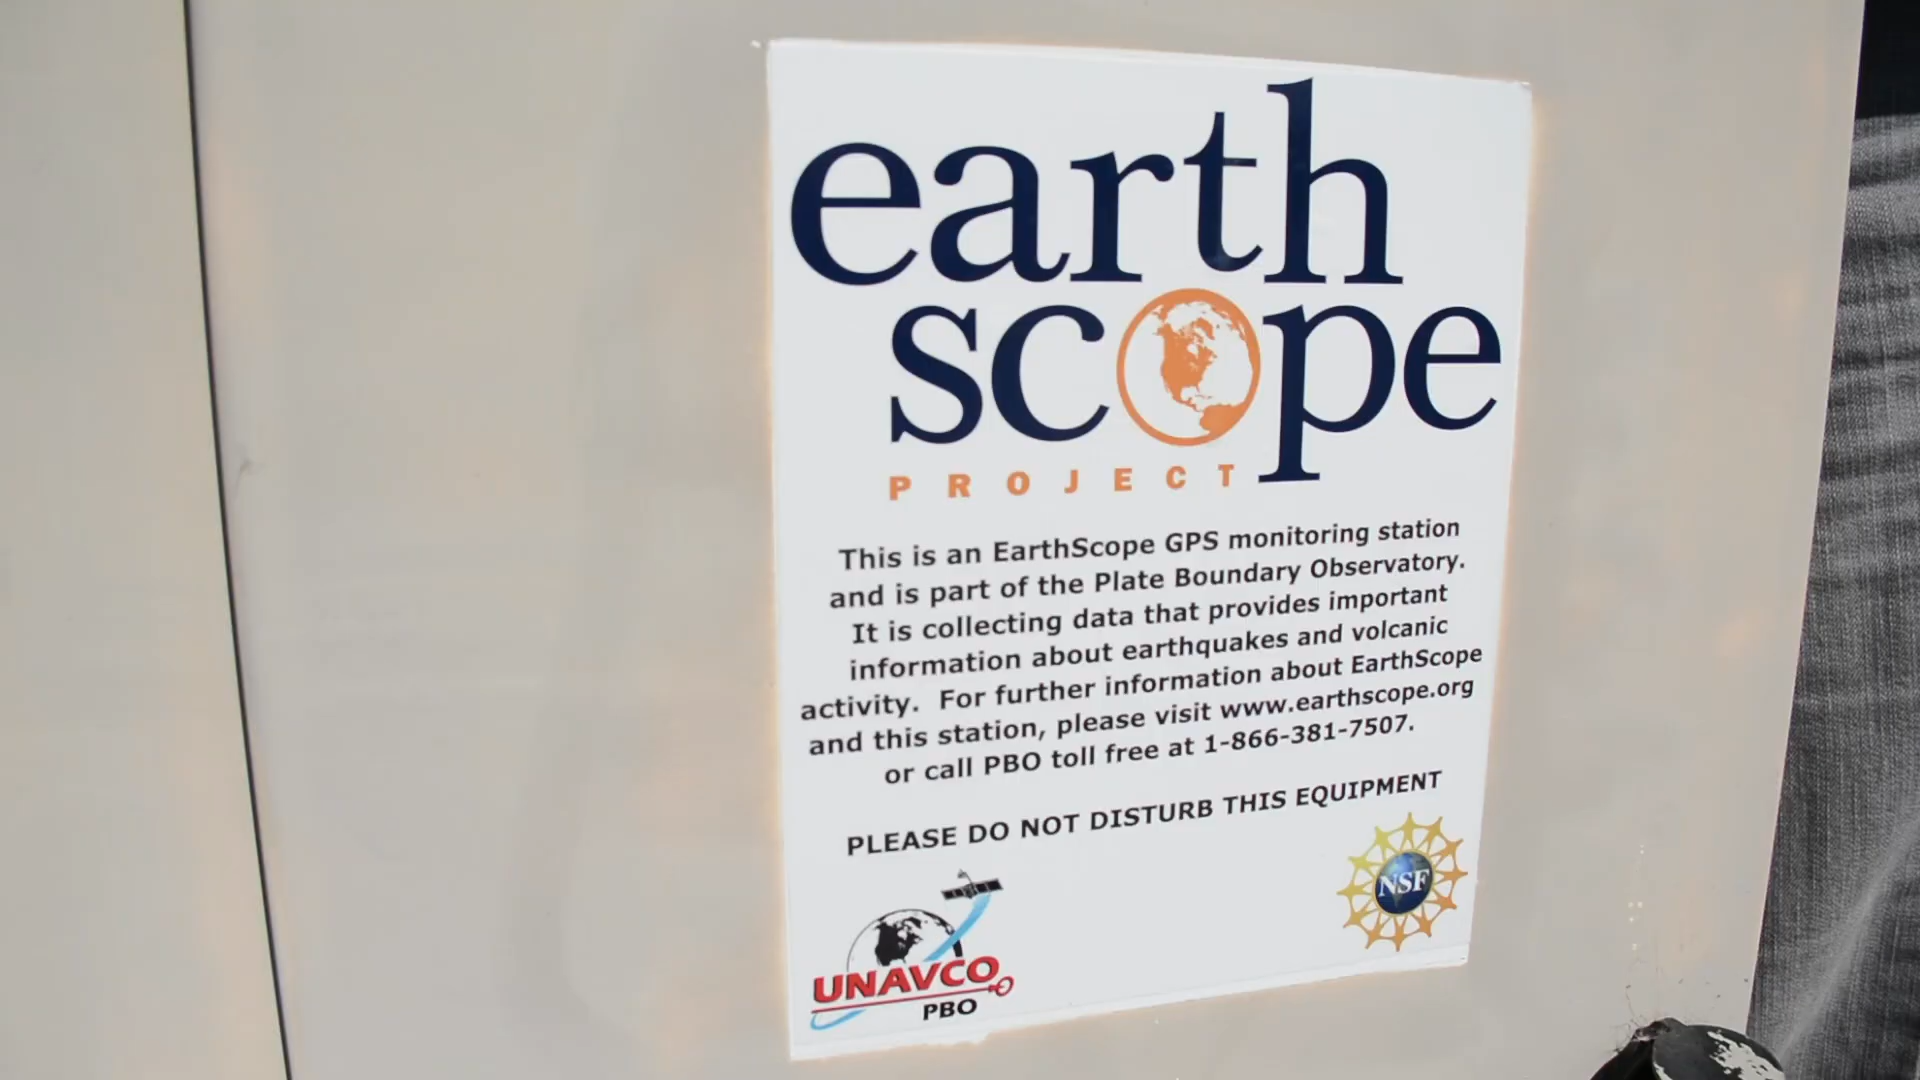 earth
scope
PROJECT
This is an EarthScope GPS monitoring station
and is part of the Plate Boundary Observatory.
It is collecting data that provides important
information about earthquakes and volcanic
activity. For further information about EarthScope
and this station, please visit www.earthscope.org
or call PBO toll free at 1-866-381-7507.
PLEASE DO NOT DISTURB THIS EQUIPMENT
NSF
UNAVCO
PBO